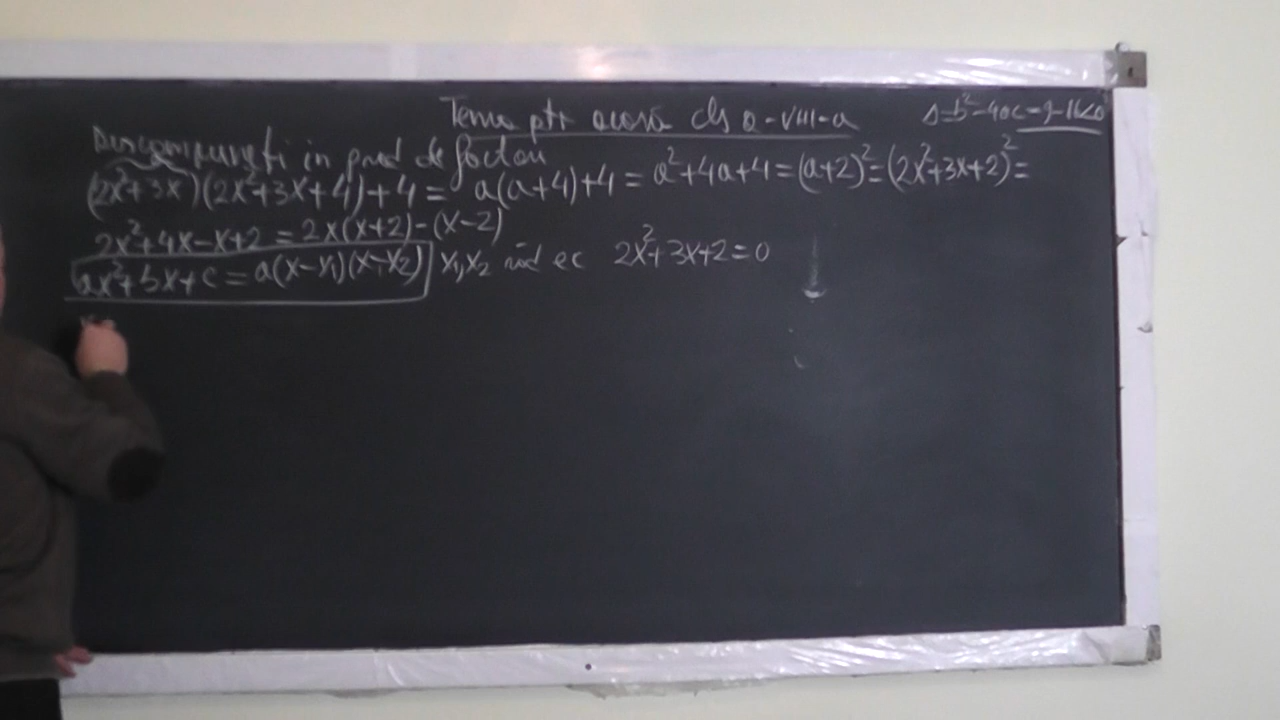 Tema ptr acasă cls a-VIII-a
Δ=b²-4ac=9-16<0
Descompuneți in prod de factori
(2x²+3x)(2x²+3x+4)+4= a(a+4)+4=a²+4a+4=(a+2)²=(2x²+3x+2)²=
2x²+4x-x+2=2x(x+2)-(x-2)
ax²+bx+c=a(x-x₁)(x-x₂) x₁,x₂ răd ec 2x²+3x+2=0